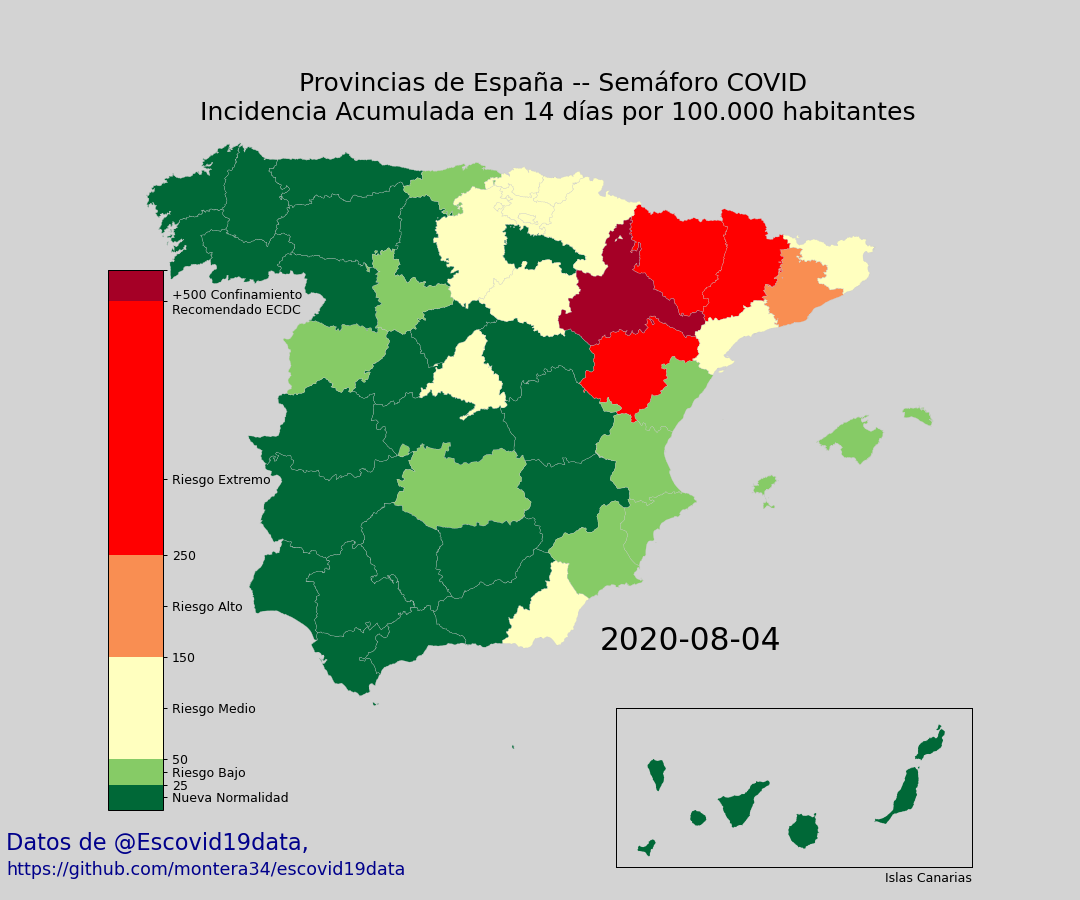 Provincias de España -- Semáforo COVID
Incidencia Acumulada en 14 días por 100.000 habitantes
+500 Confinamiento
Recomendado ECDC
Riesgo Extremo
250
Riesgo Alto
150
Riesgo Medio
50
Riesgo Bajo
25
Nueva Normalidad
2020-08-04
Islas Canarias
Datos de @Escovid19data,
https://github.com/montera34/escovid19data